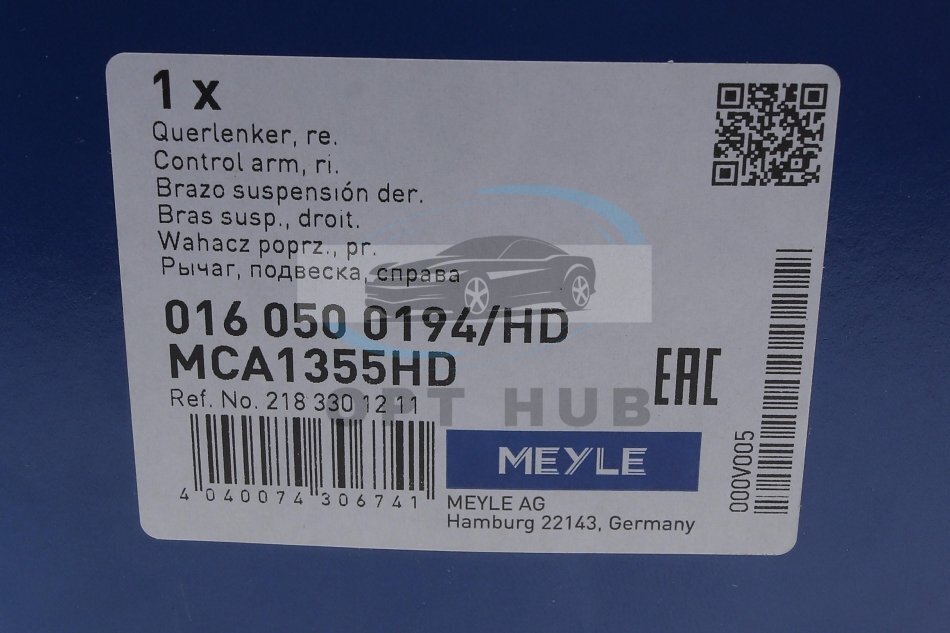 1 x
Querlenker, re.
Control arm, ri.
Brazo suspensión der.
Bras susp., droit.
Wahacz poprz., pr.
Рычаг, подвеска, справа
016 050 0194/HD
MCA1355HD
Ref. No. 218 330 12 11
OPT HUB
EAC
4 040074 306741
MEYLE
MEYLE AG
Hamburg 22143, Germany
000V005